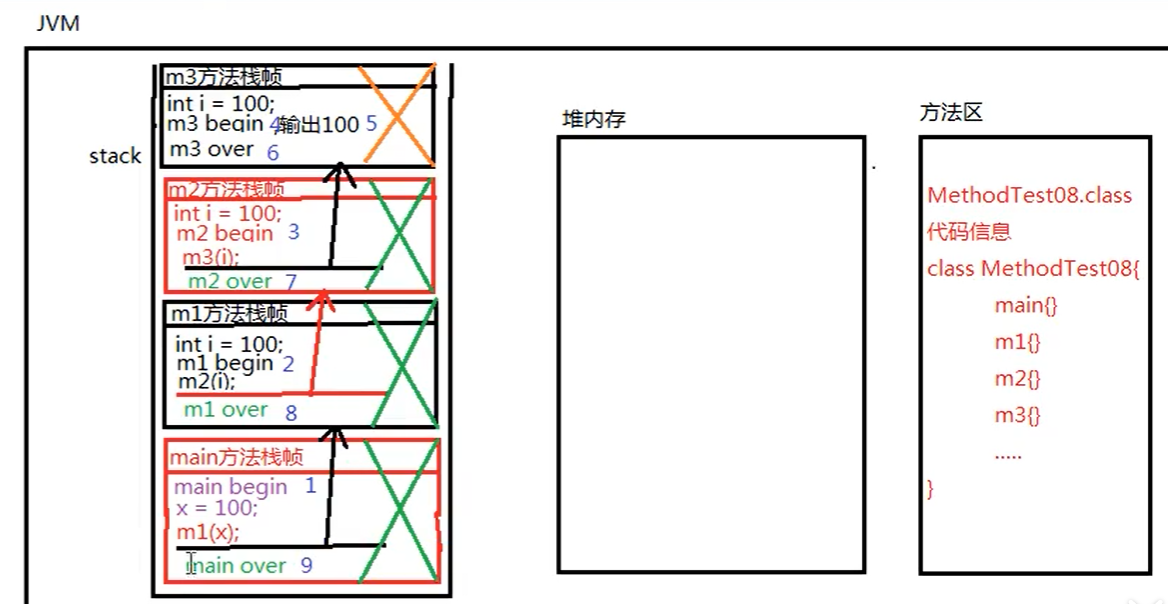 JVM
stack
m3方法栈帧
int i = 100;
m3 begin 4 输出100 5
m3 over 6
m2方法栈帧
int i = 100;
m2 begin 3
m3(i);
m2 over 7
m1方法栈帧
int i = 100;
m1 begin 2
m2(i);
m1 over 8
main方法栈帧
main begin 1
x = 100;
m1(x);
main over 9
堆内存
方法区
MethodTest08.class
代码信息
class MethodTest08{
main{}
m1{}
m2{}
m3{}
.....
}